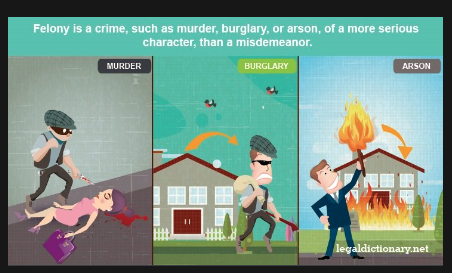 Felony is a crime, such as murder, burglary, or arson, of a more serious
character, than a misdemeanor.
MURDER
BURGLARY
ARSON
legaldictionary.net